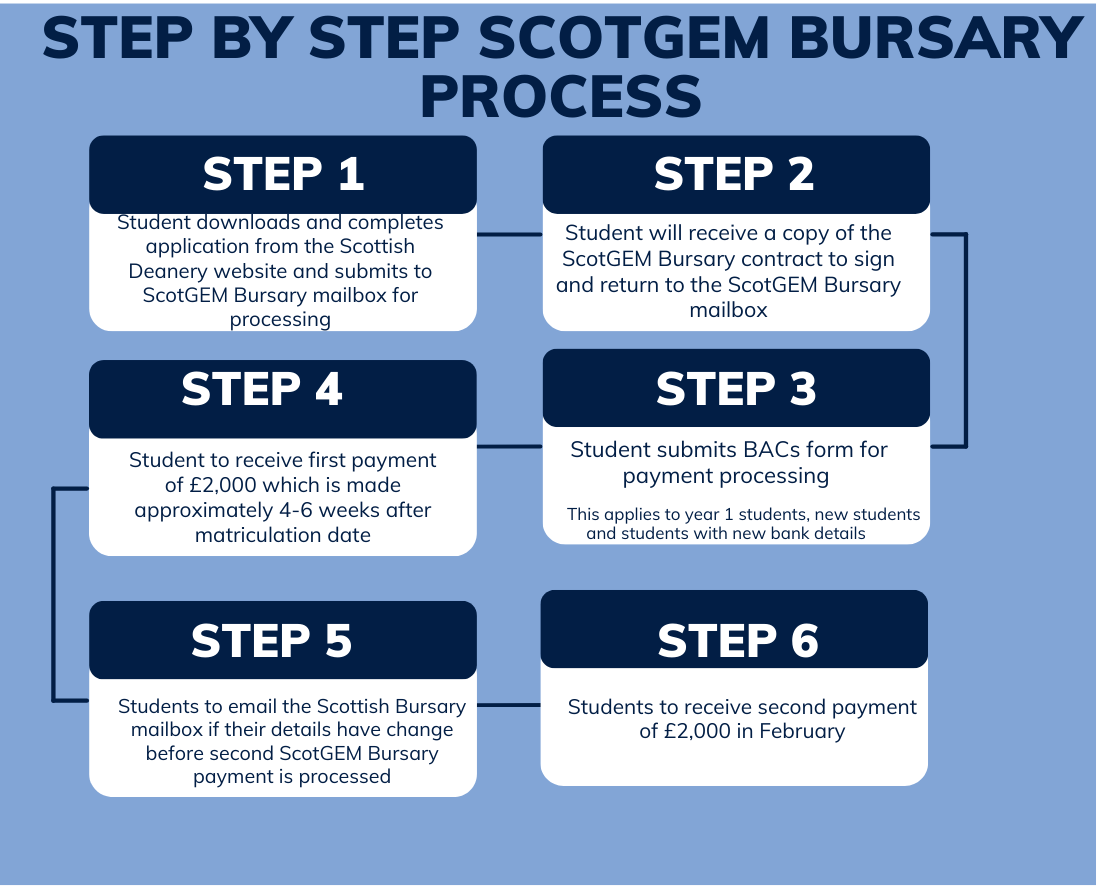 STEP BY STEP SCOTGEM BURSARY
PROCESS
STEP 1
Student downloads and completes
application from the Scottish
Deanery website and submits to
ScotGEM Bursary mailbox for
processing
STEP 2
Student will receive a copy of the
ScotGEM Bursary contract to sign
and return to the ScotGEM Bursary
mailbox
STEP 3
Student submits BACs form for
payment processing
This applies to year 1 students, new students
and students with new bank details
STEP 4
Student to receive first payment
of £2,000 which is made
approximately 4-6 weeks after
matriculation date
STEP 5
Students to email the Scottish Bursary
mailbox if their details have change
before second ScotGEM Bursary
payment is processed
STEP 6
Students to receive second payment
of £2,000 in February